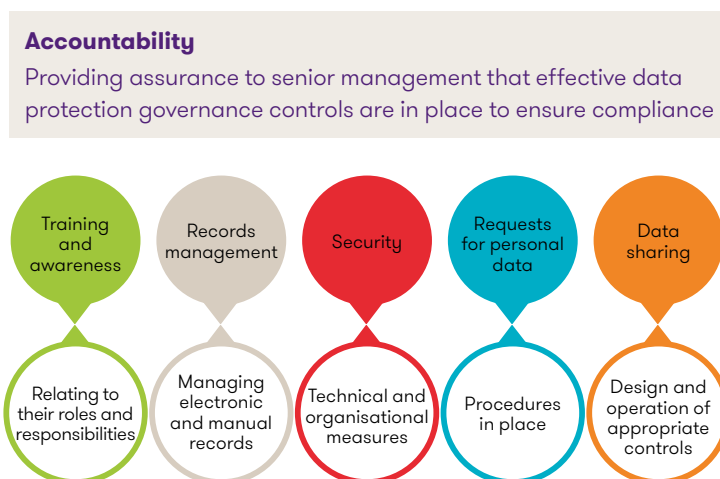 Accountability
Providing assurance to senior management that effective data
protection governance controls are in place to ensure compliance
Training
and
awareness
Records
management
Security
Requests
for personal
data
Data
sharing
Relating to
their roles and
responsibilities
Managing
electronic
and manual
records
Technical and
organisational
measures
Procedures
in place
Design and
operation of
appropriate
controls